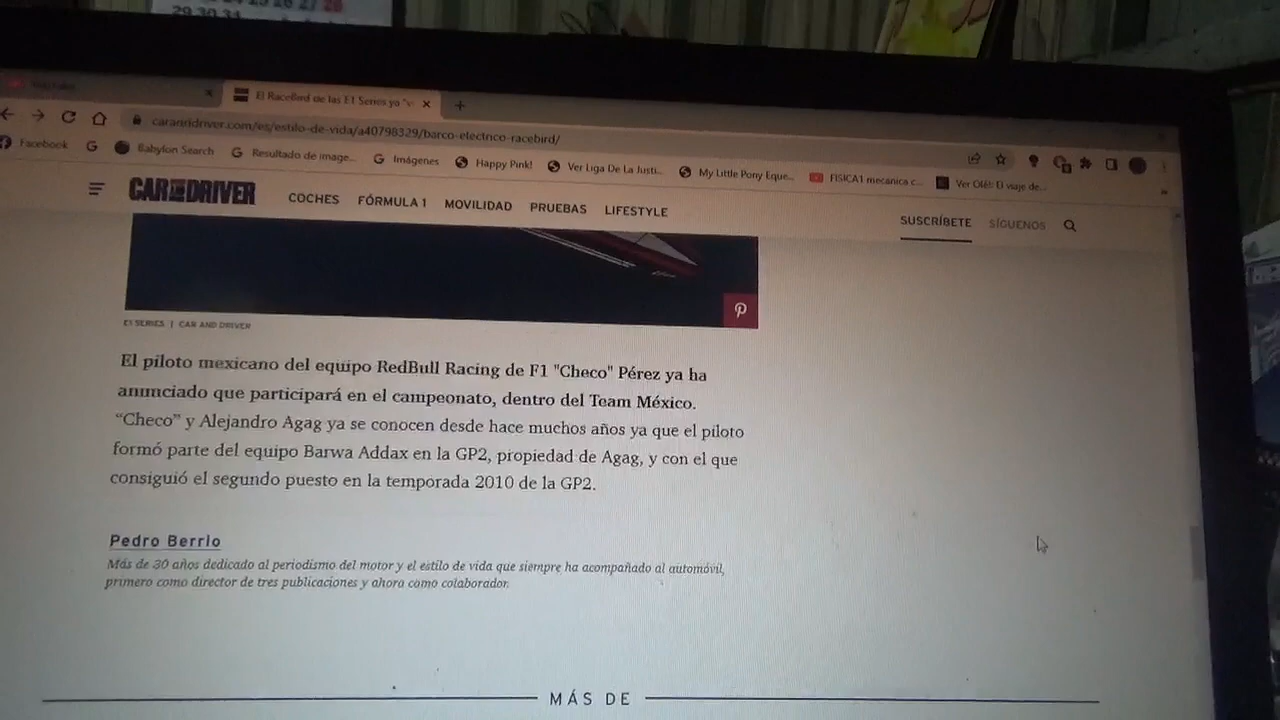 29 30 31
26 27 28
El RaceBird de las E1 Series ya "v
caranddriver.com/es/estilo-de-vida/a40798329/barco-electrico-racebird/
Facebook
Babylon Search
Resultado de image...
Imágenes
Happy Pink!
Ver Liga De La Justi...
My Little Pony Eque...
FISICA1 mecanica c...
Ver Olé: El viaje de...
CAR AND DRIVER
COCHES FÓRMULA 1 MOVILIDAD PRUEBAS LIFESTYLE
SUSCRÍBETE SÍGUENOS
E1 SERIES | CAR AND DRIVER
El piloto mexicano del equipo RedBull Racing de F1 "Checo" Pérez ya ha
anunciado que participará en el campeonato, dentro del Team México.
“Checo” y Alejandro Agag ya se conocen desde hace muchos años ya que el piloto
formó parte del equipo Barwa Addax en la GP2, propiedad de Agag, y con el que
consiguió el segundo puesto en la temporada 2010 de la GP2.
Pedro Berrio
Más de 30 años dedicado al periodismo del motor y el estilo de vida que siempre ha acompañado al automóvil,
primero como director de tres publicaciones y ahora como colaborador.
MÁS DE